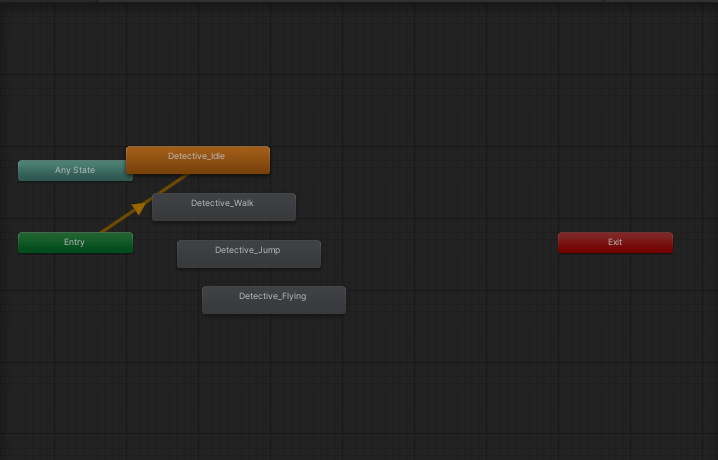 Detective_Idle
Any State
Detective_Walk
Entry
Exit
Detective_Jump
Detective_Flying